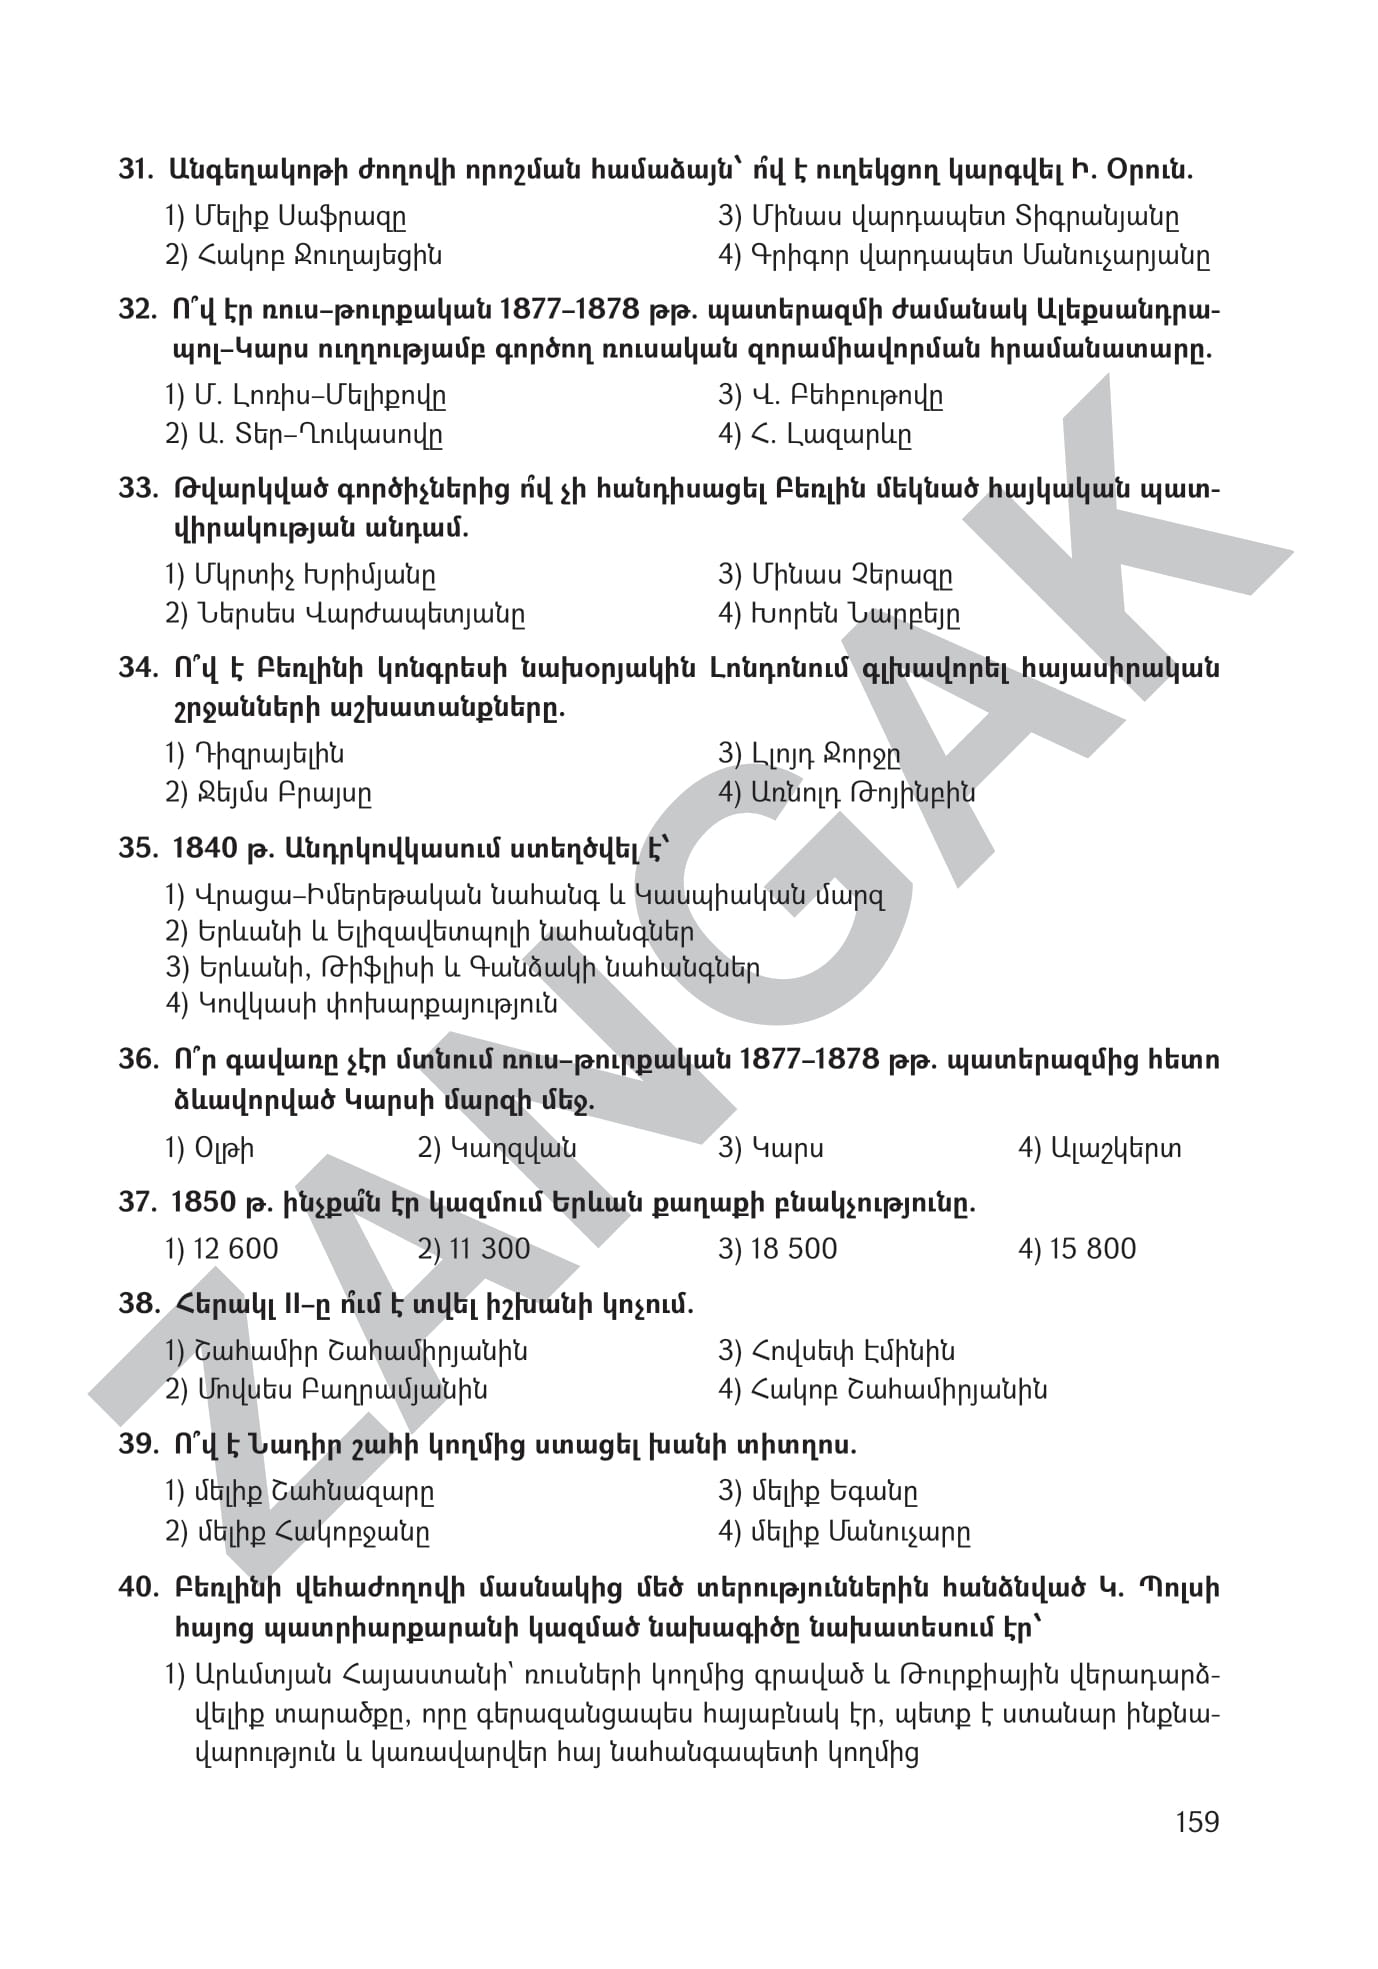 31. Անգեղակոթի ժողովի որոշման համաձայն՝ ո՞վ է ուղեկցող կարգվել Ի. Օրուն.
1) Մելիք Սաֆրազը
3) Մինաս վարդապետ Տիգրանյանը
2) Հակոբ Ջուղայեցին
4) Գրիգոր վարդապետ Մանուչարյանը
32. Ո՞վ էր ռուս–թուրքական 1877–1878 թթ. պատերազմի ժամանակ Ալեքսանդրա-
պոլ–Կարս ուղղությամբ գործող ռուսական զորամիավորման հրամանատարը.
1) Մ. Լոռիս–Մելիքովը
3) Վ. Բեհբութովը
2) Ա. Տեր–Ղուկասովը
4) Հ. Լազարևը
33. Թվարկված գործիչներից ո՞վ չի հանդիսացել Բեռլին մեկնած հայկական պատ-
վիրակության անդամ.
1) Մկրտիչ Խրիմյանը
3) Մինաս Չերազը
2) Ներսես Վարժապետյանը
4) Խորեն Նարբեյը
34. Ո՞վ է Բեռլինի կոնգրեսի նախօրյակին Լոնդոնում գլխավորել հայասիրական
շրջանների աշխատանքները.
1) Դիզրայելին
3) Լլոյդ Ջորջը
2) Ջեյմս Բրայսը
4) Առնոլդ Թոյինբին
35. 1840 թ. Անդրկովկասում ստեղծվել է՝
1) Վրացա–Իմերեթական նահանգ և Կասպիական մարզ
2) Երևանի և Ելիզավետպոլի նահանգներ
3) Երևանի, Թիֆլիսի և Գանձակի նահանգներ
4) Կովկասի փոխարքայություն
36. Ո՞ր գավառը չէր մտնում ռուս–թուրքական 1877–1878 թթ. պատերազմից հետո
ձևավորված Կարսի մարզի մեջ.
1) Օլթի 2) Կաղզվան 3) Կարս 4) Ալաշկերտ
37. 1850 թ. ինչքա՞ն էր կազմում Երևան քաղաքի բնակչությունը.
1) 12 600 2) 11 300 3) 18 500 4) 15 800
38. Հերակլ II–ը ո՞ւմ է տվել իշխանի կոչում.
1) Շահամիր Շահամիրյանին
3) Հովսեփ Էմինին
2) Մովսես Բաղրամյանին
4) Հակոբ Շահամիրյանին
39. Ո՞վ է Նադիր շահի կողմից ստացել խանի տիտղոս.
1) մելիք Շահնազարը
3) մելիք Եգանը
2) մելիք Հակոբջանը
4) մելիք Մանուչարը
40. Բեռլինի վեհաժողովի մասնակից մեծ տերություններին հանձնված Կ. Պոլսի
հայոց պատրիարքարանի կազմած նախագիծը նախատեսում էր՝
1) Արևմտյան Հայաստանի՝ ռուսների կողմից գրաված և Թուրքիային վերադարձ-
վելիք տարածքը, որը գերազանցապես հայաբնակ էր, պետք է ստանար ինքնա-
վարություն և կառավարվեր հայ նահանգապետի կողմից
159
ZANGAK